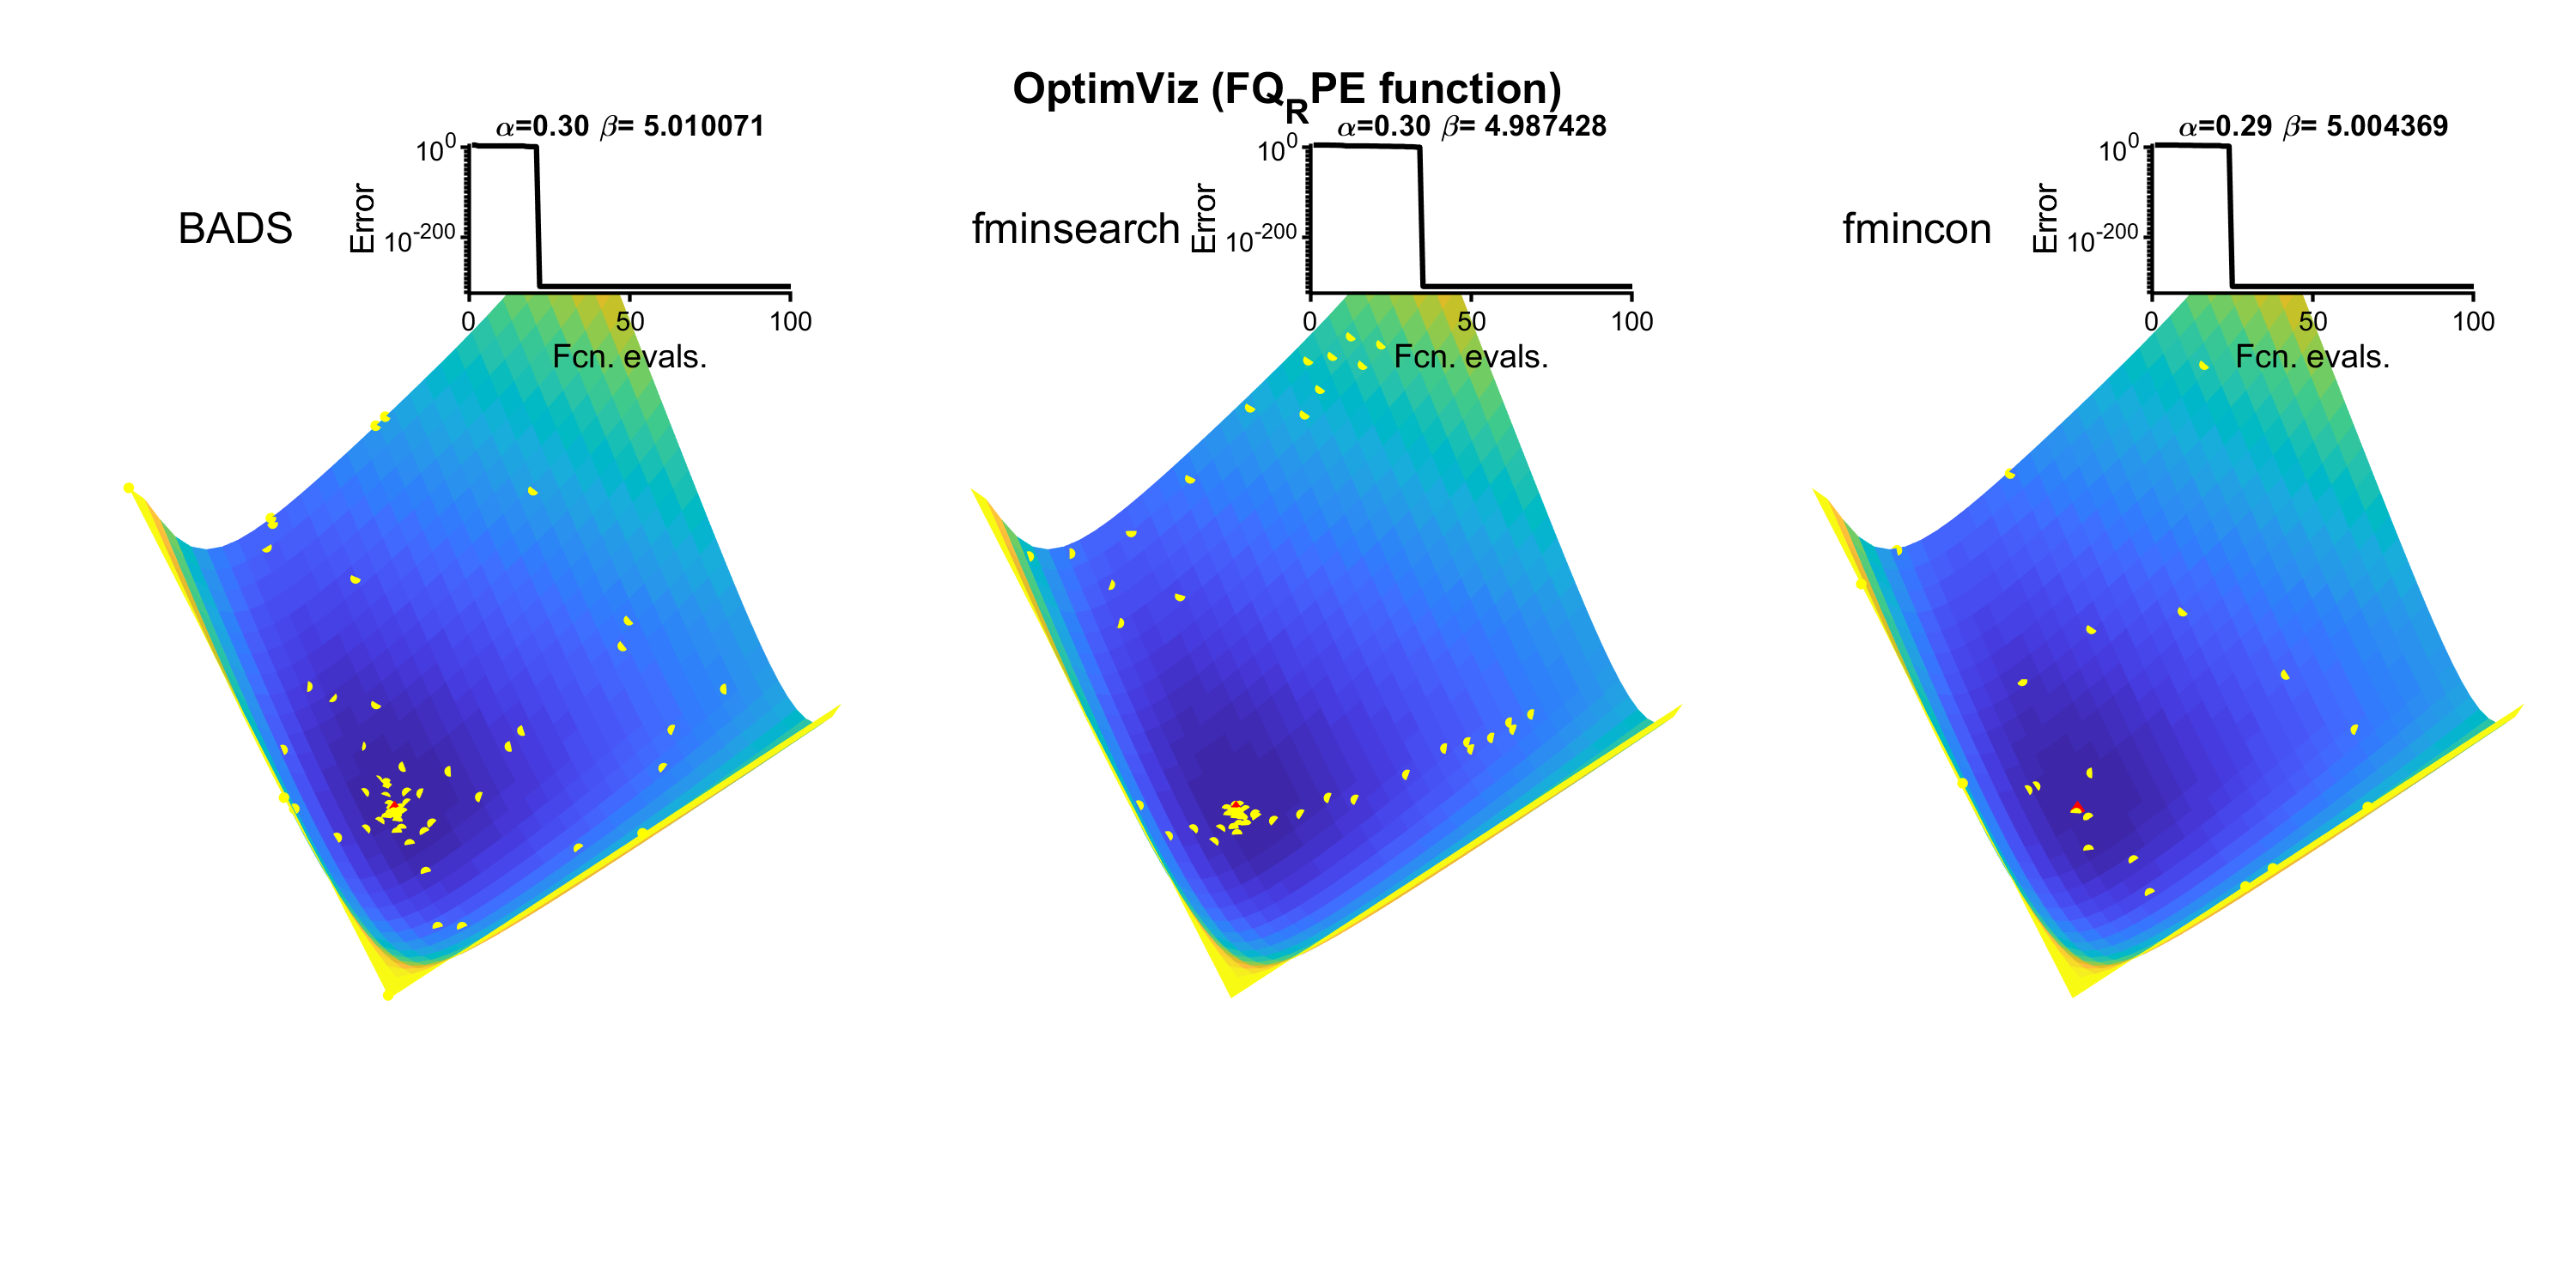 OptimViz (FQ_RPE function)
α=0.30 β= 5.010071
10^0
10^-200
Error
BADS
0 50 100
Fcn. evals.
α=0.30 β= 4.987428
10^0
10^-200
Error
fminsearch
0 50 100
Fcn. evals.
α=0.29 β= 5.004369
10^0
10^-200
Error
fmincon
0 50 100
Fcn. evals.